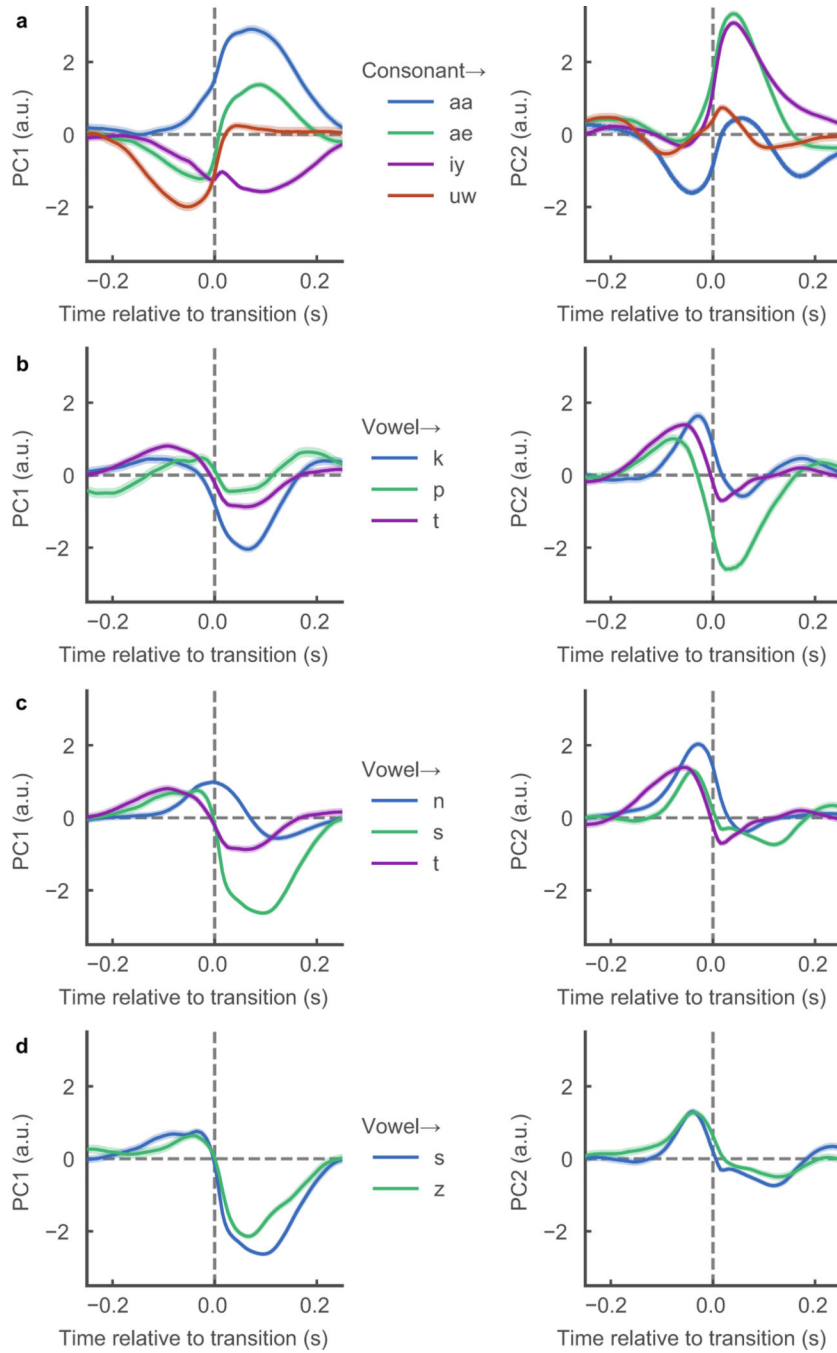 a
PC1 (a.u.)
2
0
−2
−0.2 0.0 0.2
Time relative to transition (s)
Consonant→
aa
ae
iy
uw
PC2 (a.u.)
2
0
−2
−0.2 0.0 0.2
Time relative to transition (s)
b
PC1 (a.u.)
2
0
−2
−0.2 0.0 0.2
Time relative to transition (s)
Vowel→
k
p
t
PC2 (a.u.)
2
0
−2
−0.2 0.0 0.2
Time relative to transition (s)
c
PC1 (a.u.)
2
0
−2
−0.2 0.0 0.2
Time relative to transition (s)
Vowel→
n
s
t
PC2 (a.u.)
2
0
−2
−0.2 0.0 0.2
Time relative to transition (s)
d
PC1 (a.u.)
2
0
−2
−0.2 0.0 0.2
Time relative to transition (s)
Vowel→
s
z
PC2 (a.u.)
2
0
−2
−0.2 0.0 0.2
Time relative to transition (s)